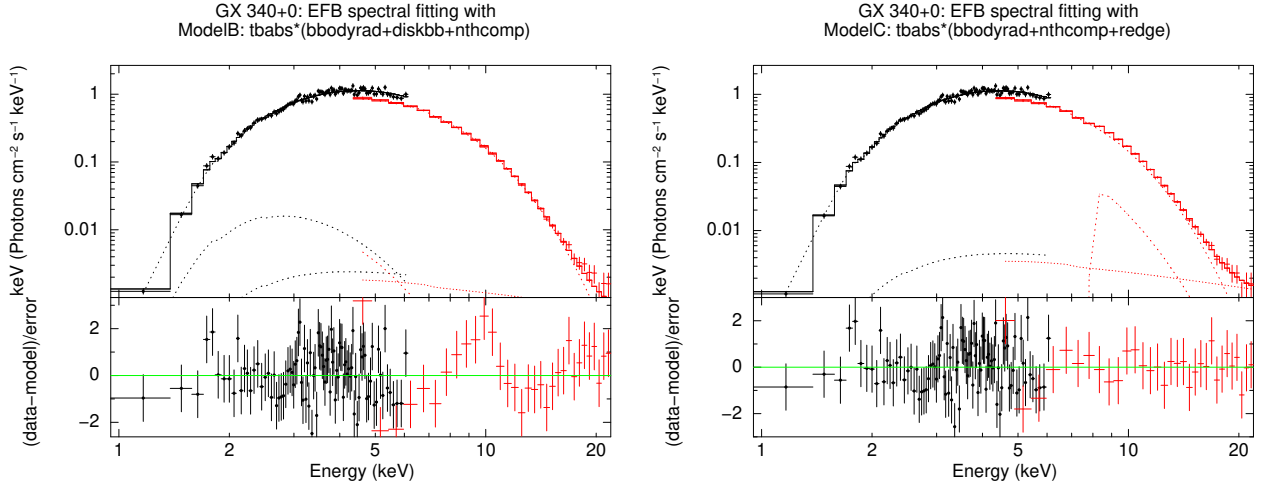 GX 340+0: EFB spectral fitting with
ModelB: tbabs*(bbodyrad+diskbb+nthcomp)
keV (Photons cm−2 s−1 keV−1)
1
0.1
0.01
(data−model)/error
2
0
−2
1
2
5
10
20
Energy (keV)
GX 340+0: EFB spectral fitting with
ModelC: tbabs*(bbodyrad+nthcomp+redge)
keV (Photons cm−2 s−1 keV−1)
1
0.1
0.01
(data−model)/error
2
0
−2
1
2
5
10
20
Energy (keV)